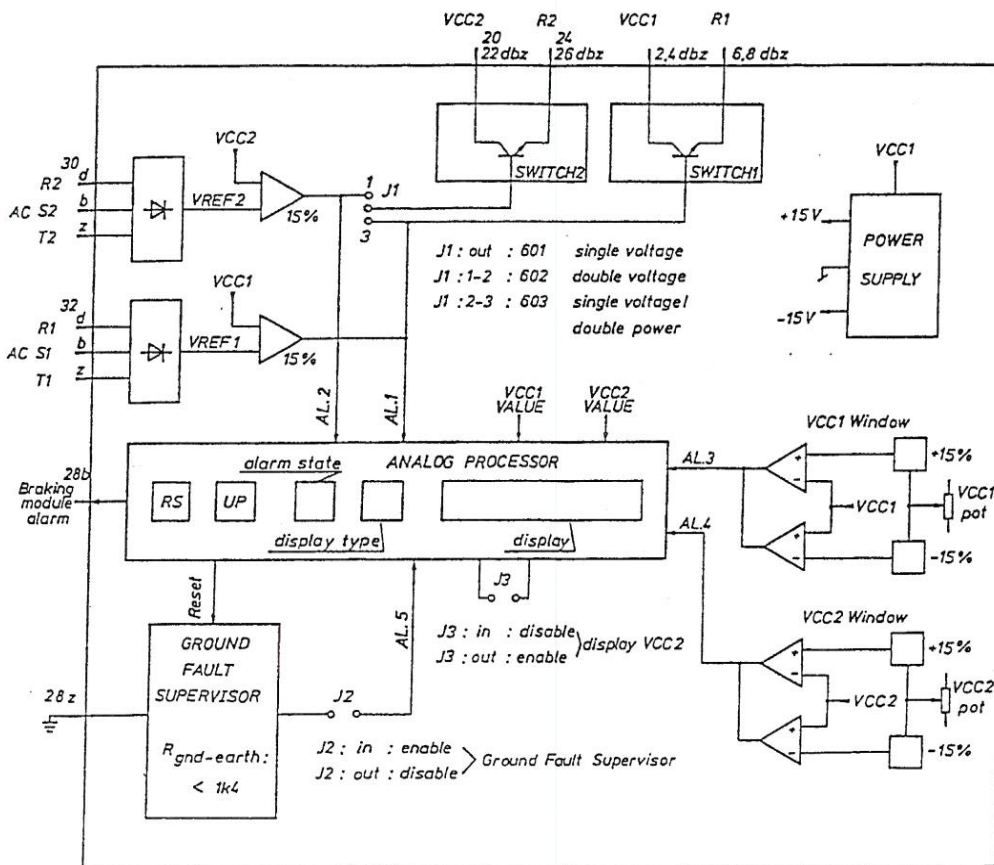 VCC2 R2 VCC1 R1
20 24
22 dbz 26 dbz 2,4 dbz 6,8 dbz
SWITCH2
SWITCH1
VCC2
30
R2 d
AC S2 b
T2 z
VREF2
15%
1 J1
3
VCC1
+15V
POWER
SUPPLY
-15V
J1 : out : 601 single voltage
J1 : 1-2 : 602 double voltage
J1 : 2-3 : 603 single voltage/
double power
VCC1
32
R1 d
AC S1 b
T1 z
VREF1
15%
AL.2
AL.1
VCC1
VALUE
VCC2
VALUE
VCC1 Window
+15%
VCC1
pot
VCC1
-15%
+
-
+
-
AL.3
AL.4
alarm state
ANALOG PROCESSOR
RS
UP
display type
display
28b
Braking
module
alarm
Reset
AL.5
J3
J3 : in : disable
J3 : out : enable
display VCC2
GROUND
FAULT
SUPERVISOR
R gnd-earth :
< 1k4
28 z
J2
J2 : in : enable
J2 : out : disable
Ground Fault Supervisor
VCC2 Window
+15%
VCC2
pot
VCC2
-15%
+
-
+
-